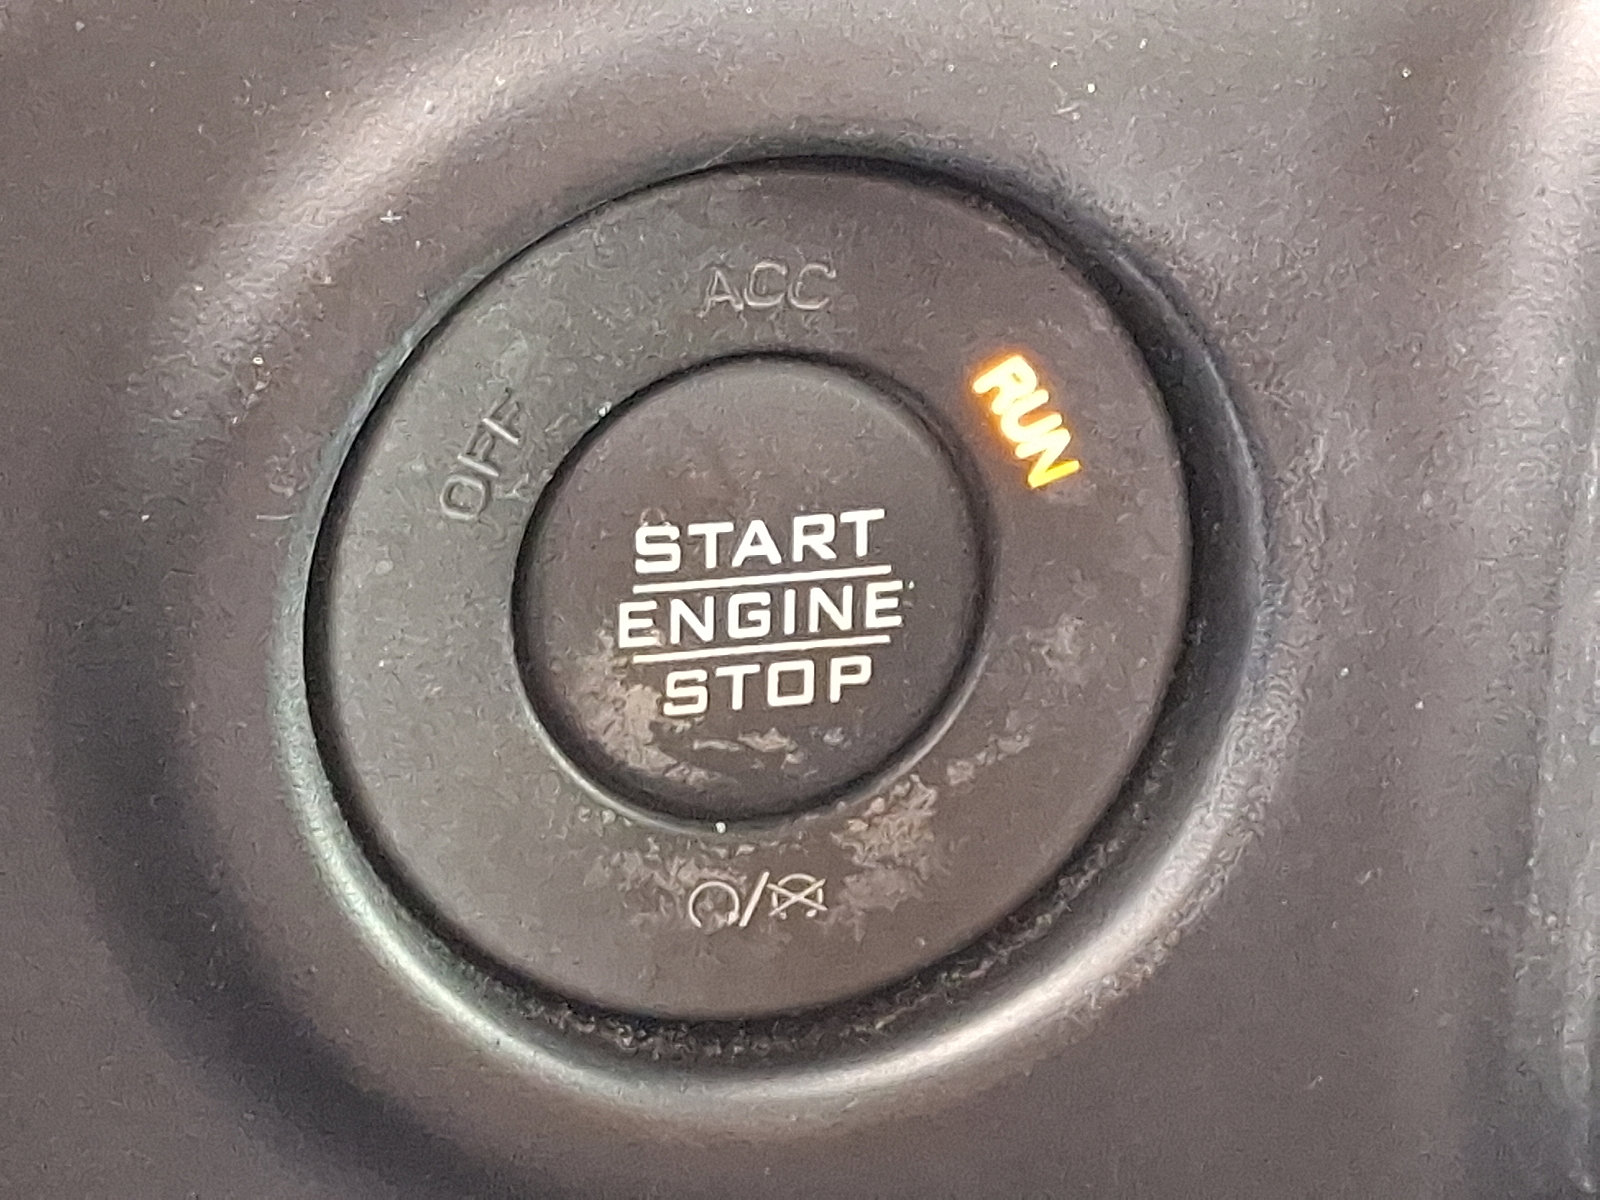 ACC
OFF
RUN
START
ENGINE
STOP